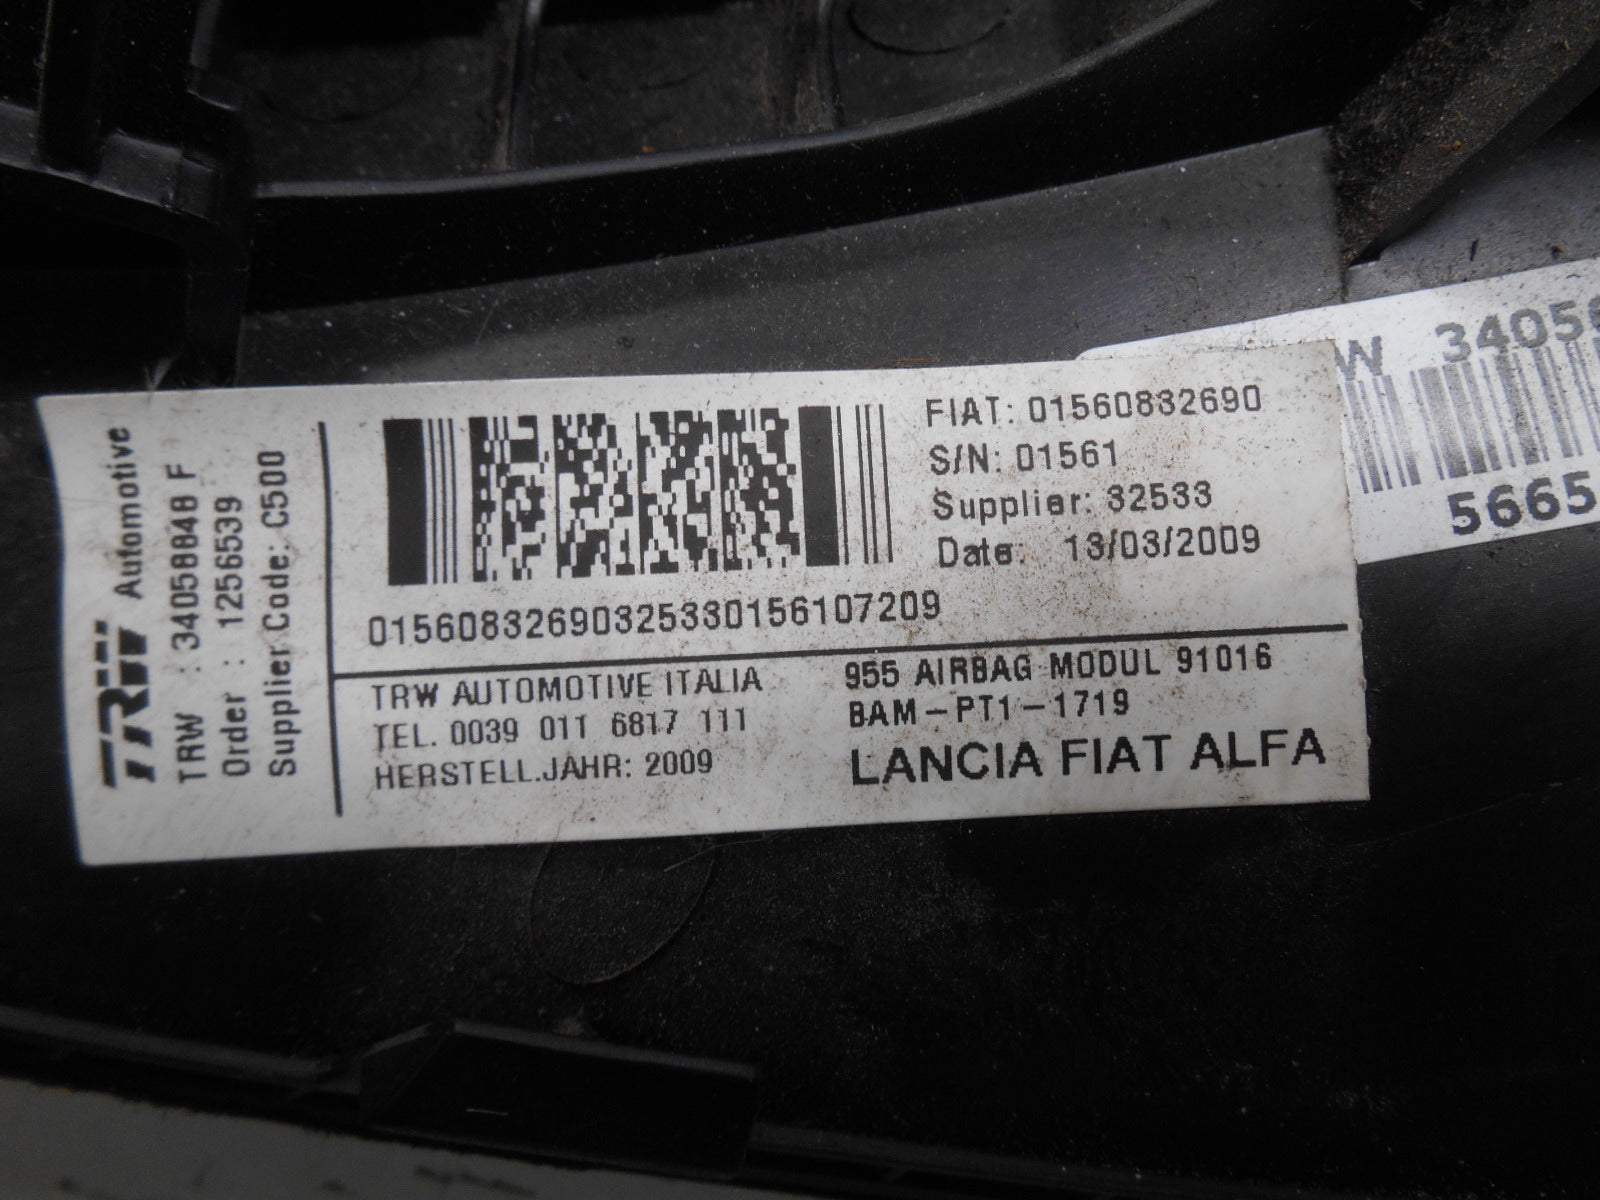 TRW Automotive
TRW : 34058848 F
Order : 1256539
Supplier Code: C500
FIAT: 01560832690
S/N: 01561
Supplier: 32533
Date: 13/03/2009
01560832690325330156107209
TRW AUTOMOTIVE ITALIA
TEL. 0039 011 6817 111
HERSTELL.JAHR: 2009
955 AIRBAG MODUL 91016
BAM-PT1-1719
LANCIA FIAT ALFA
W 3405
5665